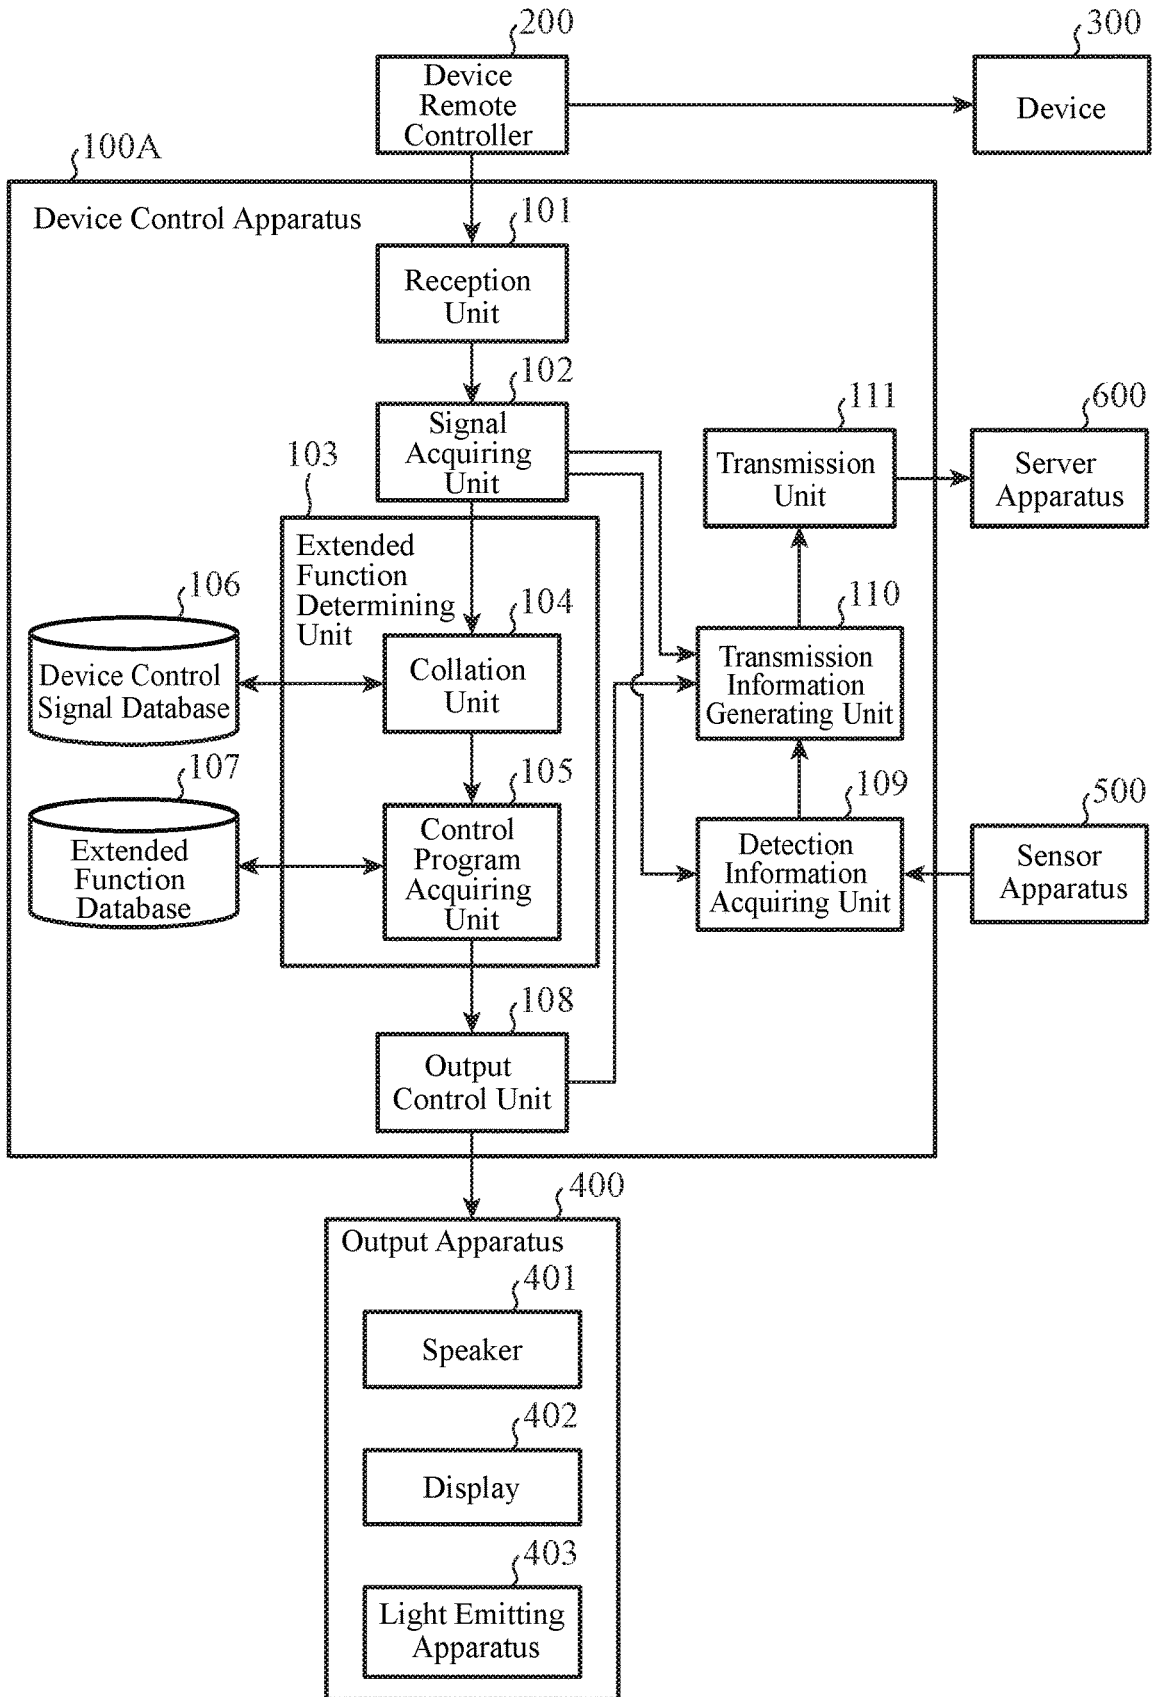 200
Device
Remote
Controller
300
Device
100A
Device Control Apparatus
101
Reception
Unit
102
Signal
Acquiring
Unit
103
Extended
Function
Determining
Unit
104
Collation
Unit
105
Control
Program
Acquiring
Unit
106
Device Control
Signal Database
107
Extended
Function
Database
108
Output
Control Unit
111
Transmission
Unit
600
Server
Apparatus
110
Transmission
Information
Generating Unit
109
Detection
Information
Acquiring Unit
500
Sensor
Apparatus
400
Output Apparatus
401
Speaker
402
Display
403
Light Emitting
Apparatus